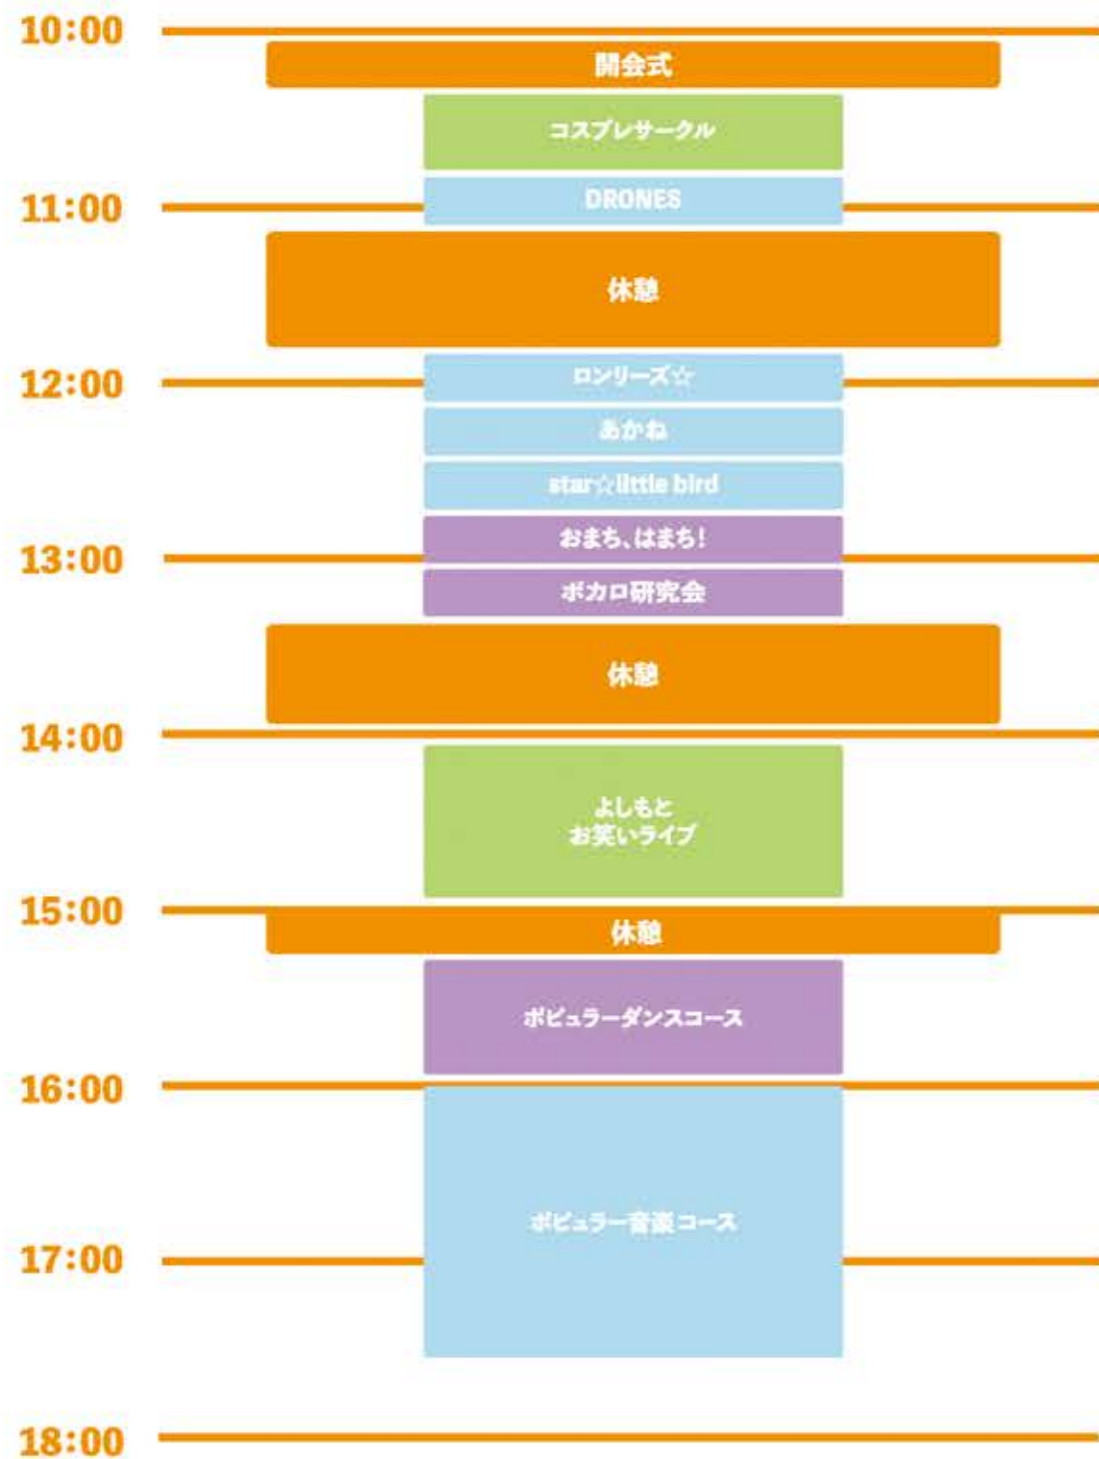 10:00
開会式
コスプレサークル
DRONES
11:00
休憩
ロンリーズ☆
12:00
あかね
star☆little bird
おまち、はまち!
13:00
ボカロ研究会
休憩
14:00
よしもと
お笑いライブ
15:00
休憩
ポピュラーダンスコース
16:00
ポピュラー音楽コース
17:00
18:00